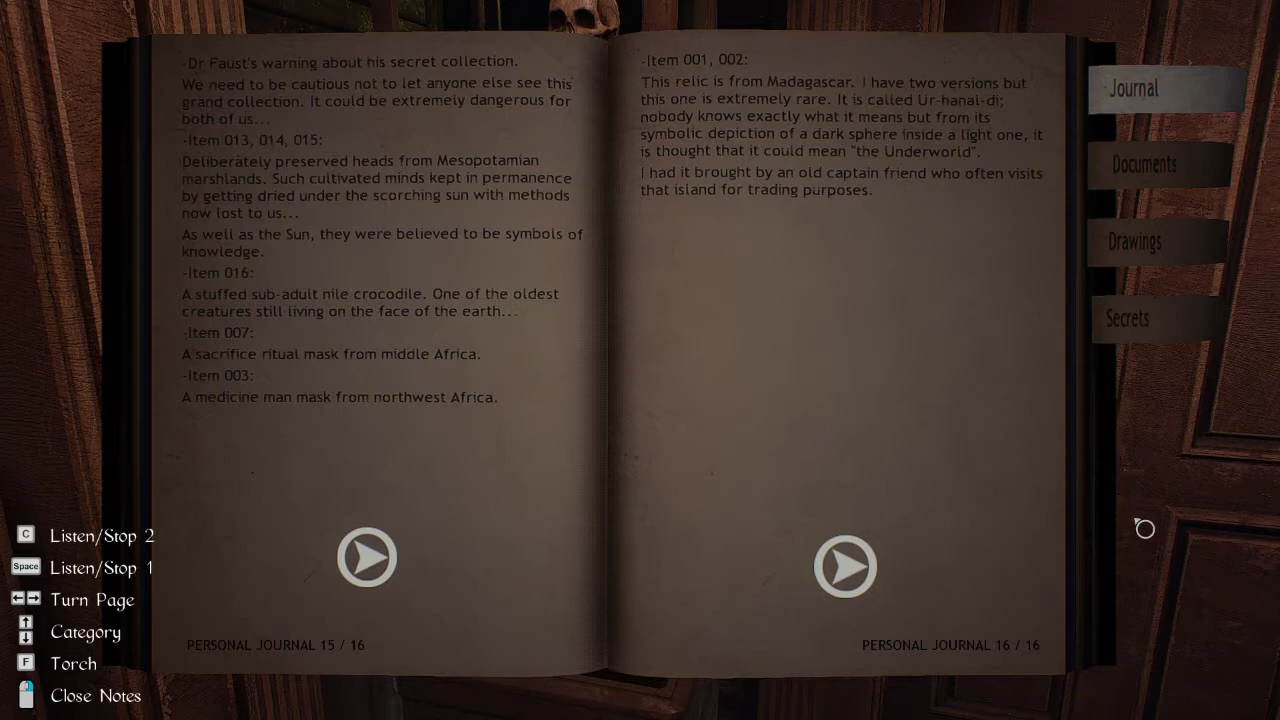 -Dr Faust's warning about his secret collection.
We need to be cautious not to let anyone else see this
grand collection. It could be extremely dangerous for
both of us...
-Item 013, 014, 015:
Deliberately preserved heads from Mesopotamian
marshlands. Such cultivated minds kept in permanence
by getting dried under the scorching sun with methods
now lost to us...
As well as the Sun, they were believed to be symbols of
knowledge.
-Item 016:
A stuffed sub-adult nile crocodile. One of the oldest
creatures still living on the face of the earth...
-Item 007:
A sacrifice ritual mask from middle Africa.
-Item 003:
A medicine man mask from northwest Africa.
PERSONAL JOURNAL 15 / 16
-Item 001, 002:
This relic is from Madagascar. I have two versions but
this one is extremely rare. It is called Ur-hanal-di;
nobody knows exactly what it means but from its
symbolic depiction of a dark sphere inside a light one, it
is thought that it could mean "the Underworld".
I had it brought by an old captain friend who often visits
that island for trading purposes.
PERSONAL JOURNAL 16 / 16
Journal
Documents
Drawings
Secrets
C Listen/Stop 2
Space Listen/Stop 1
Turn Page
Category
F Torch
Close Notes